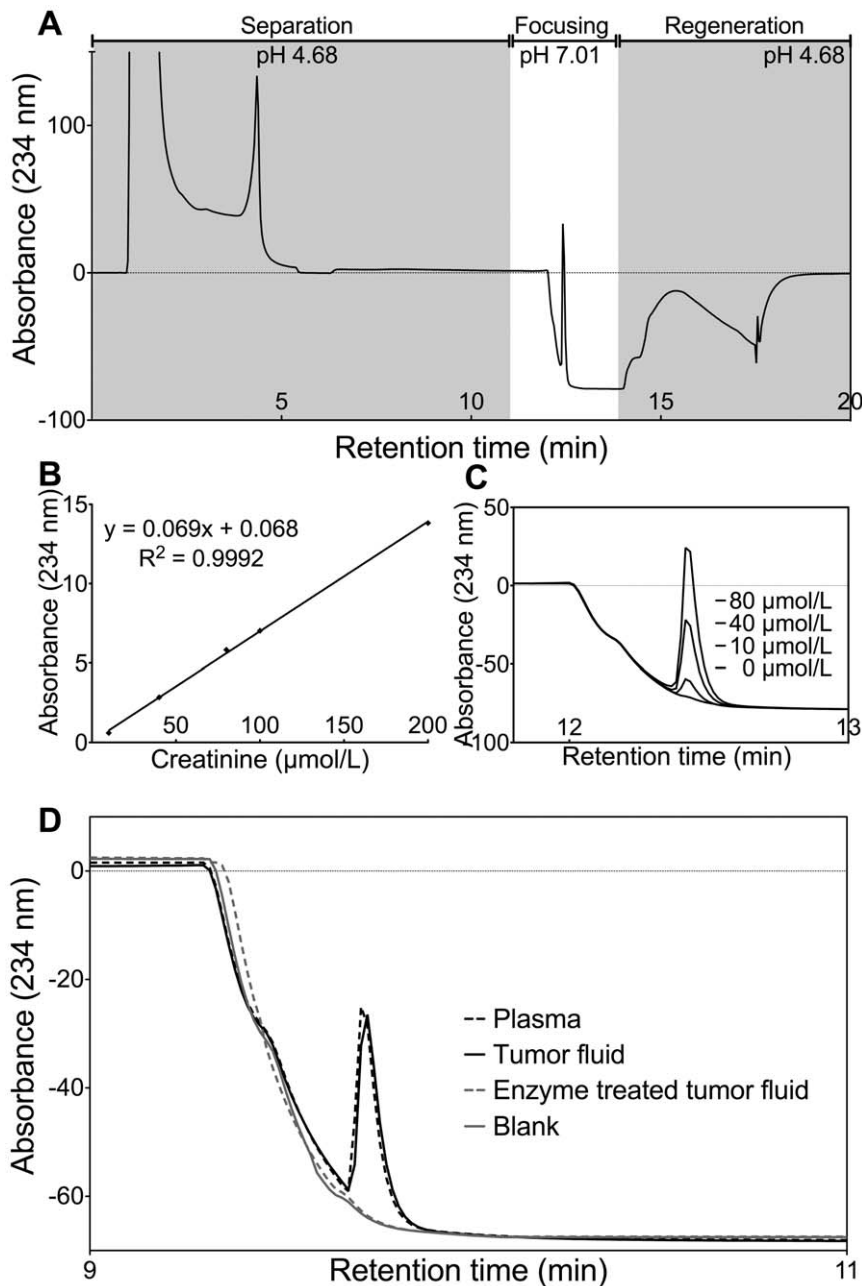 A
Separation Focusing Regeneration
pH 4.68 pH 7.01 pH 4.68
Absorbance (234 nm)
100
0
-100
5 10 15 20
Retention time (min)
B
Absorbance (234 nm)
15
10
5
0
y = 0.069x + 0.068
R² = 0.9992
50 100 150 200
Creatinine (μmol/L)
C
Absorbance (234 nm)
50
0
-50
-100
80 μmol/L
40 μmol/L
10 μmol/L
0 μmol/L
12 13
Retention time (min)
D
Absorbance (234 nm)
0
-20
-40
-60
Plasma
Tumor fluid
Enzyme treated tumor fluid
Blank
9 11
Retention time (min)